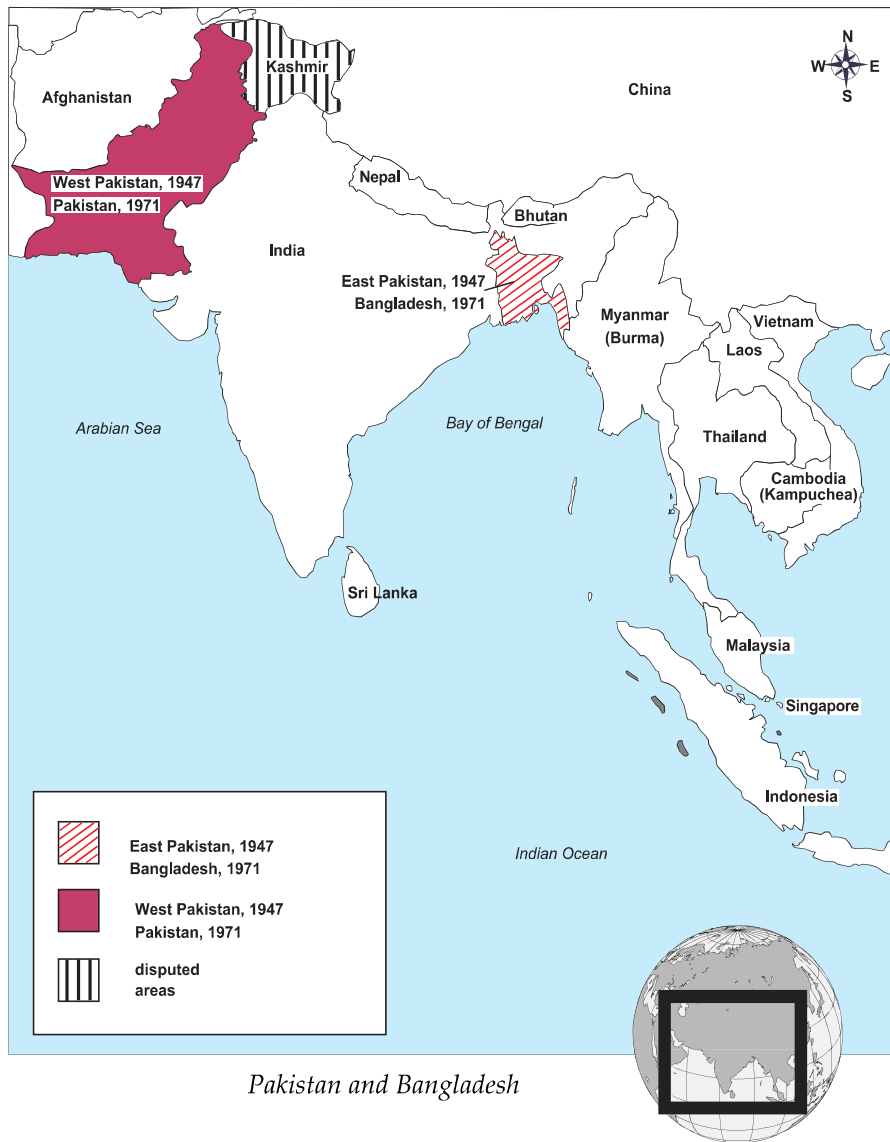 N
W E
S
Kashmir
Afghanistan
China
West Pakistan, 1947
Pakistan, 1971
Nepal
Bhutan
India
East Pakistan, 1947
Bangladesh, 1971
Myanmar
(Burma)
Vietnam
Laos
Arabian Sea
Bay of Bengal
Thailand
Cambodia
(Kampuchea)
Sri Lanka
Malaysia
Singapore
Indonesia
Indian Ocean
East Pakistan, 1947
Bangladesh, 1971
West Pakistan, 1947
Pakistan, 1971
disputed
areas
Pakistan and Bangladesh